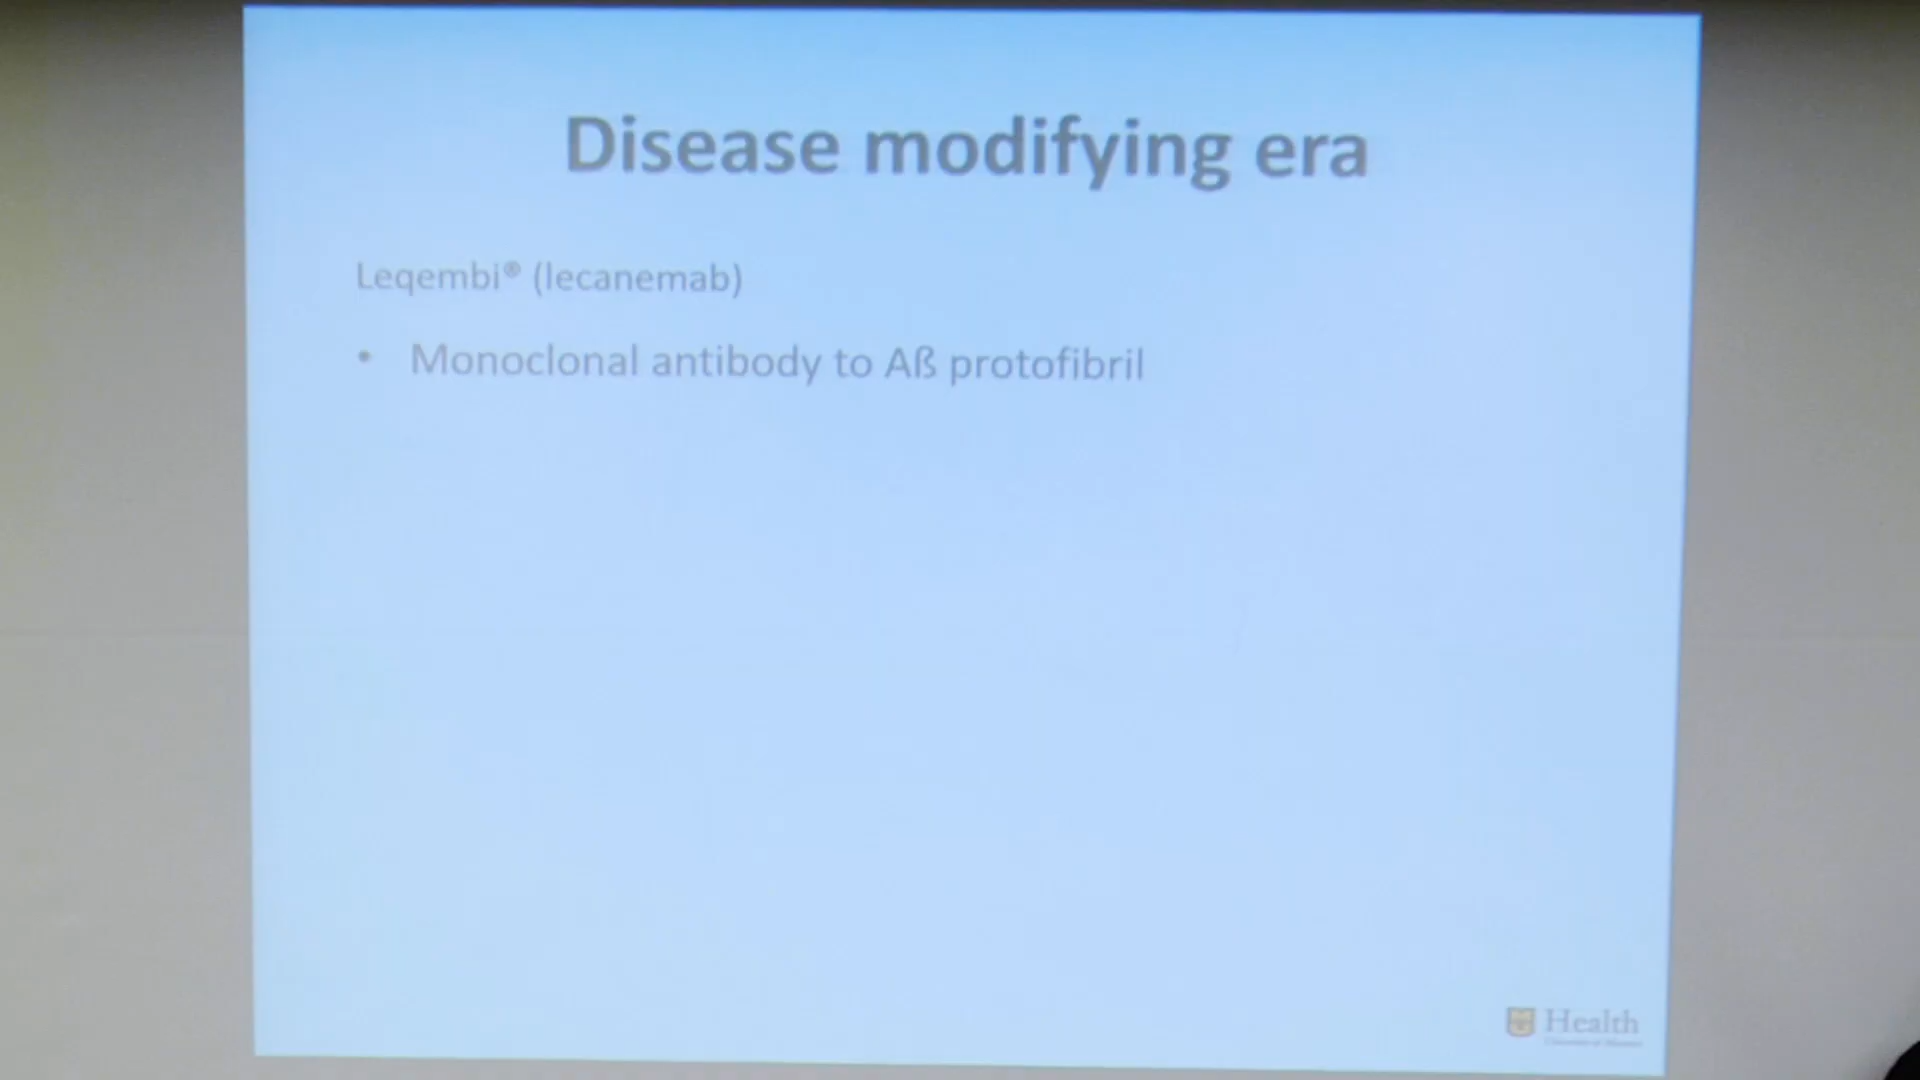 Disease modifying era
Leqembi® (lecanemab)
• Monoclonal antibody to Aß protofibril
Health